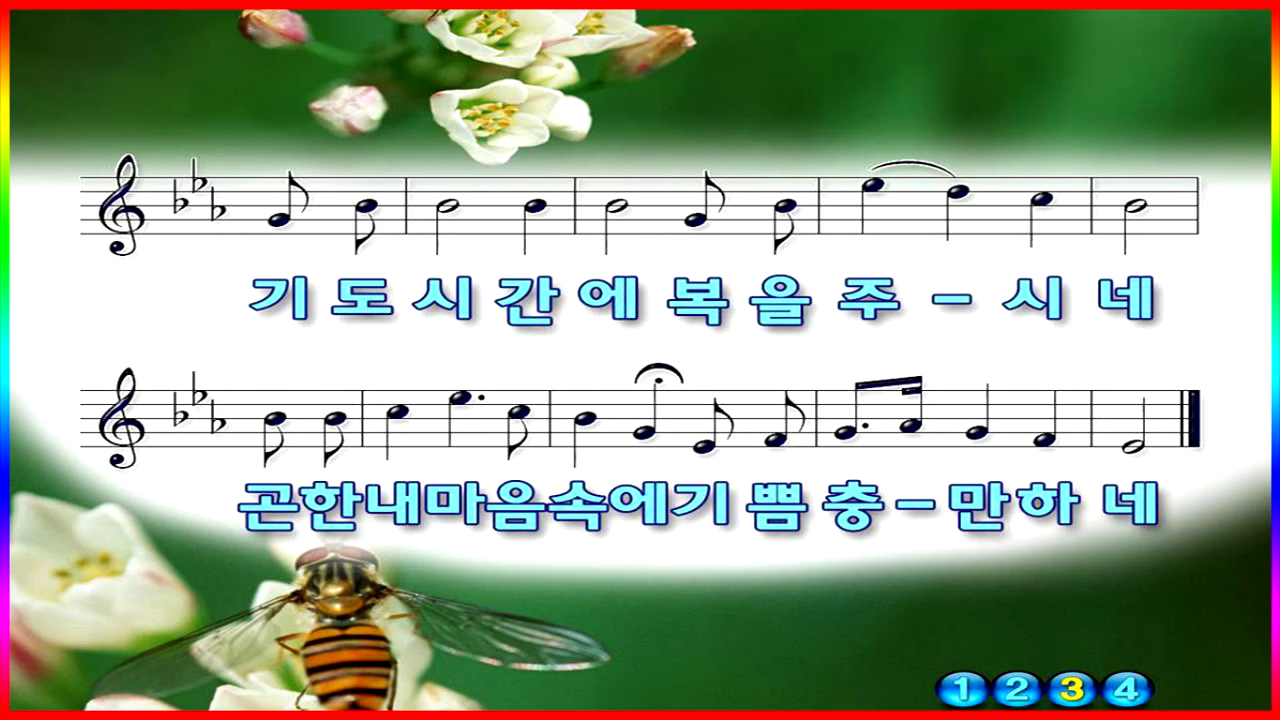 기 도 시 간 에 복 을 주 - 시 네
곤한내마음속에기 쁨 충 - 만하 네
1 2 3 4